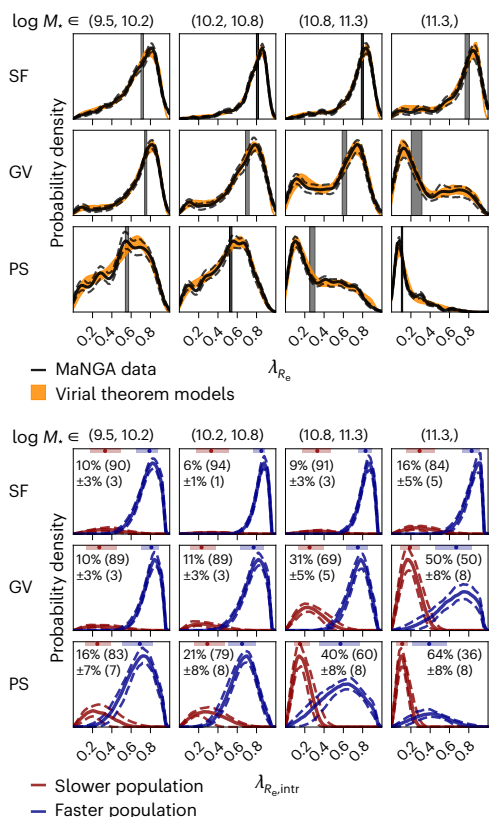 log M⋆ ∈ (9.5, 10.2) (10.2, 10.8) (10.8, 11.3) (11.3,)
SF
GV
PS
Probability density
0.2 0.4 0.6 0.8 0.2 0.4 0.6 0.8 0.2 0.4 0.6 0.8 0.2 0.4 0.6 0.8
λRe
MaNGA data
Virial theorem models
log M⋆ ∈ (9.5, 10.2) (10.2, 10.8) (10.8, 11.3) (11.3,)
SF
10% (90) 6% (94) 9% (91) 16% (84)
±3% (3) ±1% (1) ±3% (3) ±5% (5)
GV
10% (89) 11% (89) 31% (69) 50% (50)
±3% (3) ±3% (3) ±5% (5) ±8% (8)
PS
16% (83) 21% (79) 40% (60) 64% (36)
±7% (7) ±8% (8) ±8% (8) ±8% (8)
Probability density
0.2 0.4 0.6 0.8 0.2 0.4 0.6 0.8 0.2 0.4 0.6 0.8 0.2 0.4 0.6 0.8
λRe,intr
Slower population
Faster population